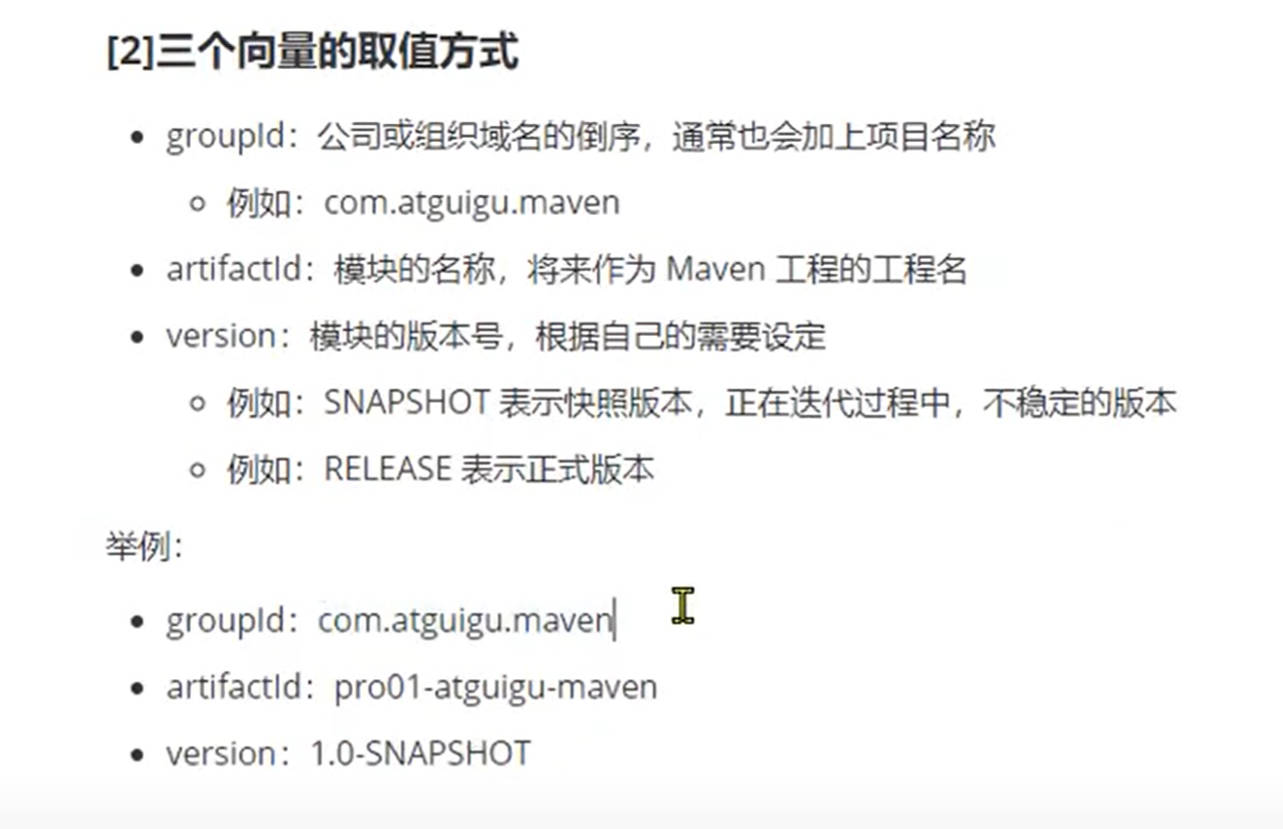 [2]三个向量的取值方式
groupId：公司或组织域名的倒序，通常也会加上项目名称
例如：com.atguigu.maven
artifactId：模块的名称，将来作为 Maven 工程的工程名
version：模块的版本号，根据自己的需要设定
例如：SNAPSHOT 表示快照版本，正在迭代过程中，不稳定的版本
例如：RELEASE 表示正式版本
举例：
groupId：com.atguigu.maven
artifactId：pro01-atguigu-maven
version：1.0-SNAPSHOT